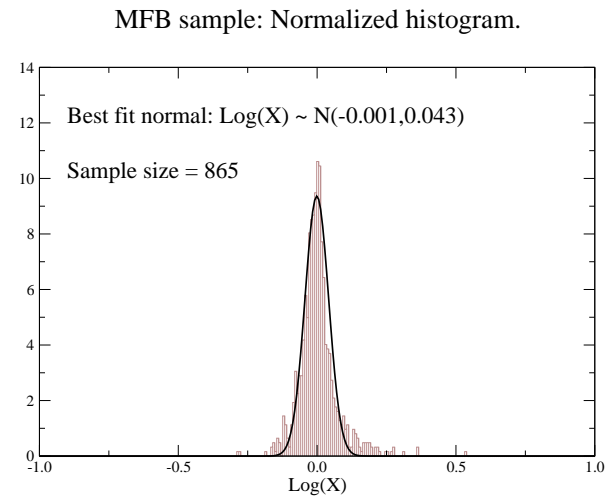 MFB sample: Normalized histogram.
14
Best fit normal: Log(X) ~ N(-0.001,0.043)
12
Sample size = 865
10
8
6
4
2
0
-1.0 -0.5 0.0 0.5 1.0
Log(X)